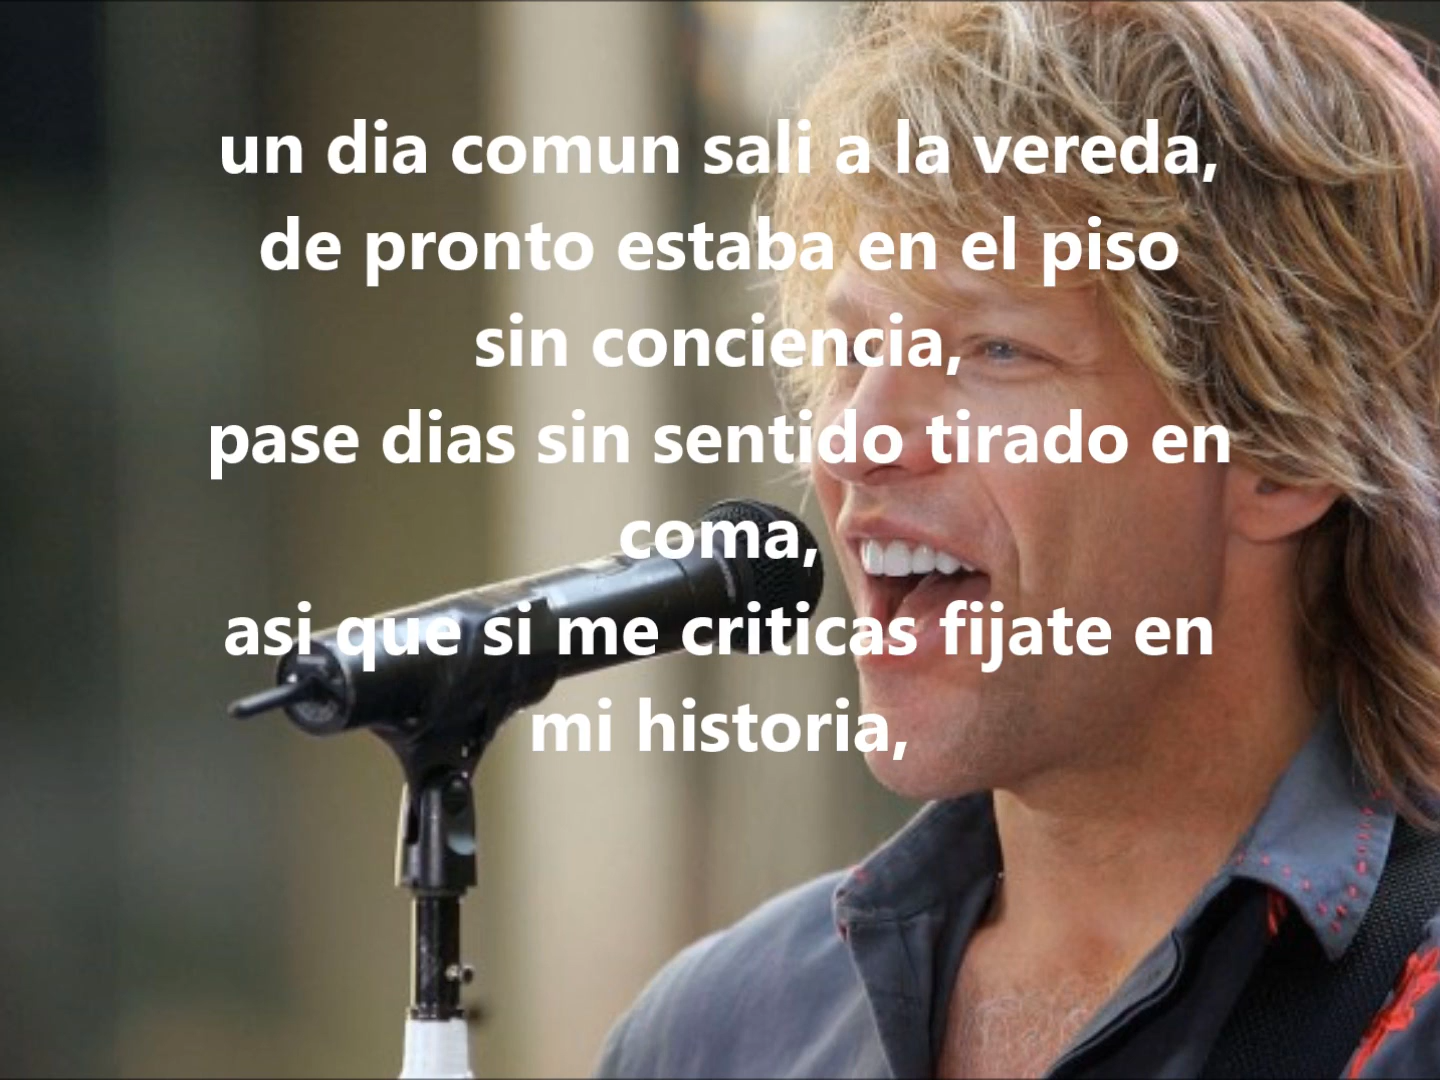 un dia comun sali a la vereda,
de pronto estaba en el piso
sin conciencia,
pase dias sin sentido tirado en
coma,
asi que si me criticas fijate en
mi historia,